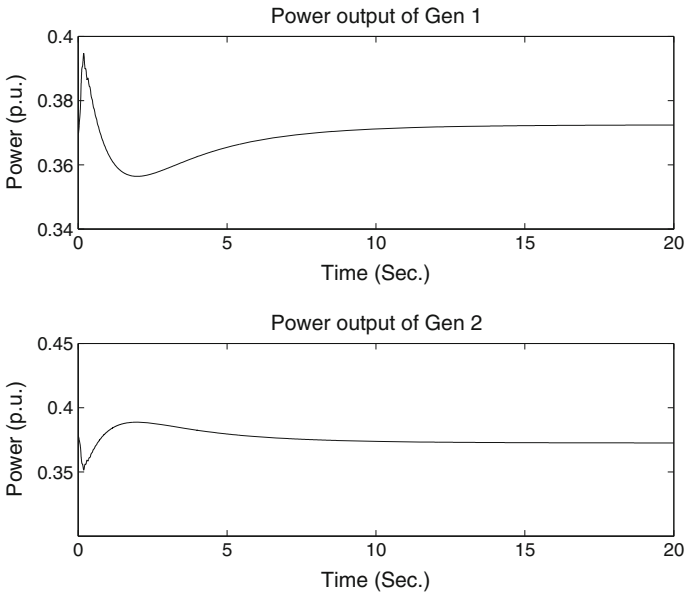 Power output of Gen 1
0.4
0.38
0.36
0.34
Power (p.u.)
0
5
10
15
20
Time (Sec.)
Power output of Gen 2
0.45
0.4
0.35
Power (p.u.)
0
5
10
15
20
Time (Sec.)